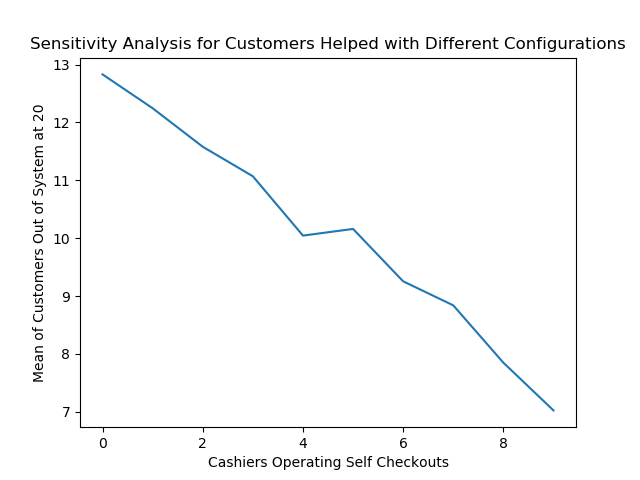 Sensitivity Analysis for Customers Helped with Different Configurations
Mean of Customers Out of System at 20
13
12
11
10
9
8
7
0 2 4 6 8
Cashiers Operating Self Checkouts